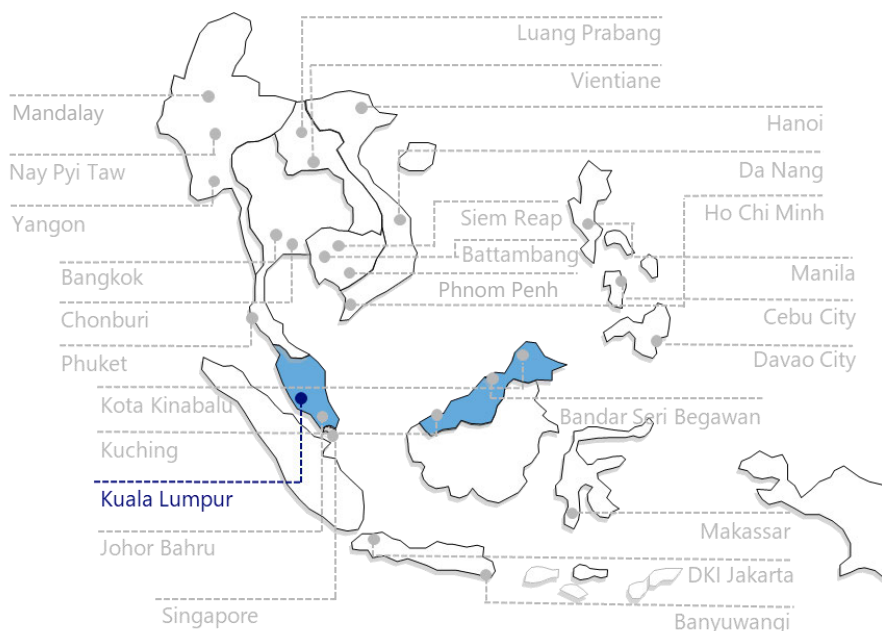 Luang Prabang
Vientiane
Mandalay
Hanoi
Nay Pyi Taw
Da Nang
Yangon
Siem Reap
Ho Chi Minh
Battambang
Bangkok
Manila
Phnom Penh
Chonburi
Cebu City
Phuket
Davao City
Kota Kinabalu
Bandar Seri Begawan
Kuching
Kuala Lumpur
Makassar
Johor Bahru
DKI Jakarta
Singapore
Banyuwangi